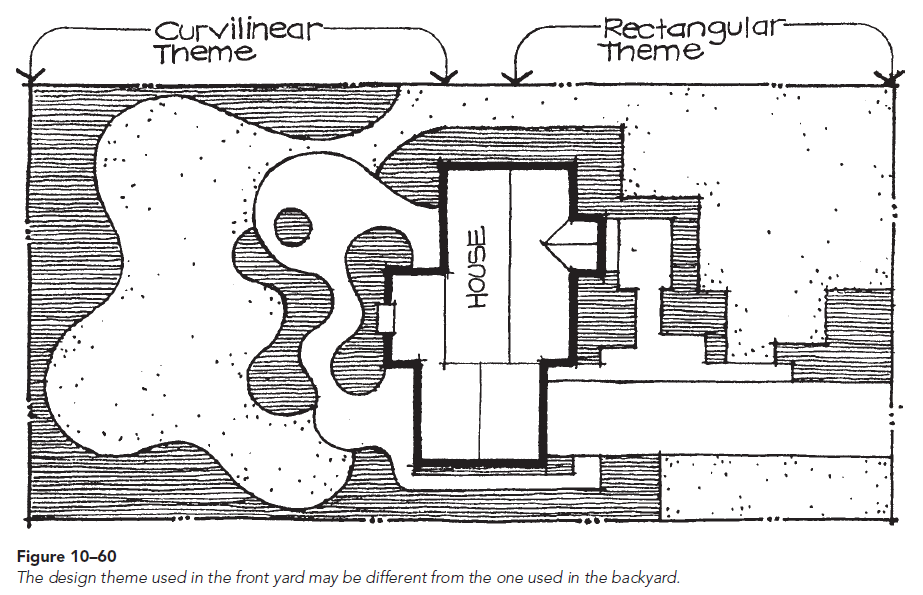 Curvilinear
Theme
Rectangular
Theme
HOUSE
Figure 10–60
The design theme used in the front yard may be different from the one used in the backyard.